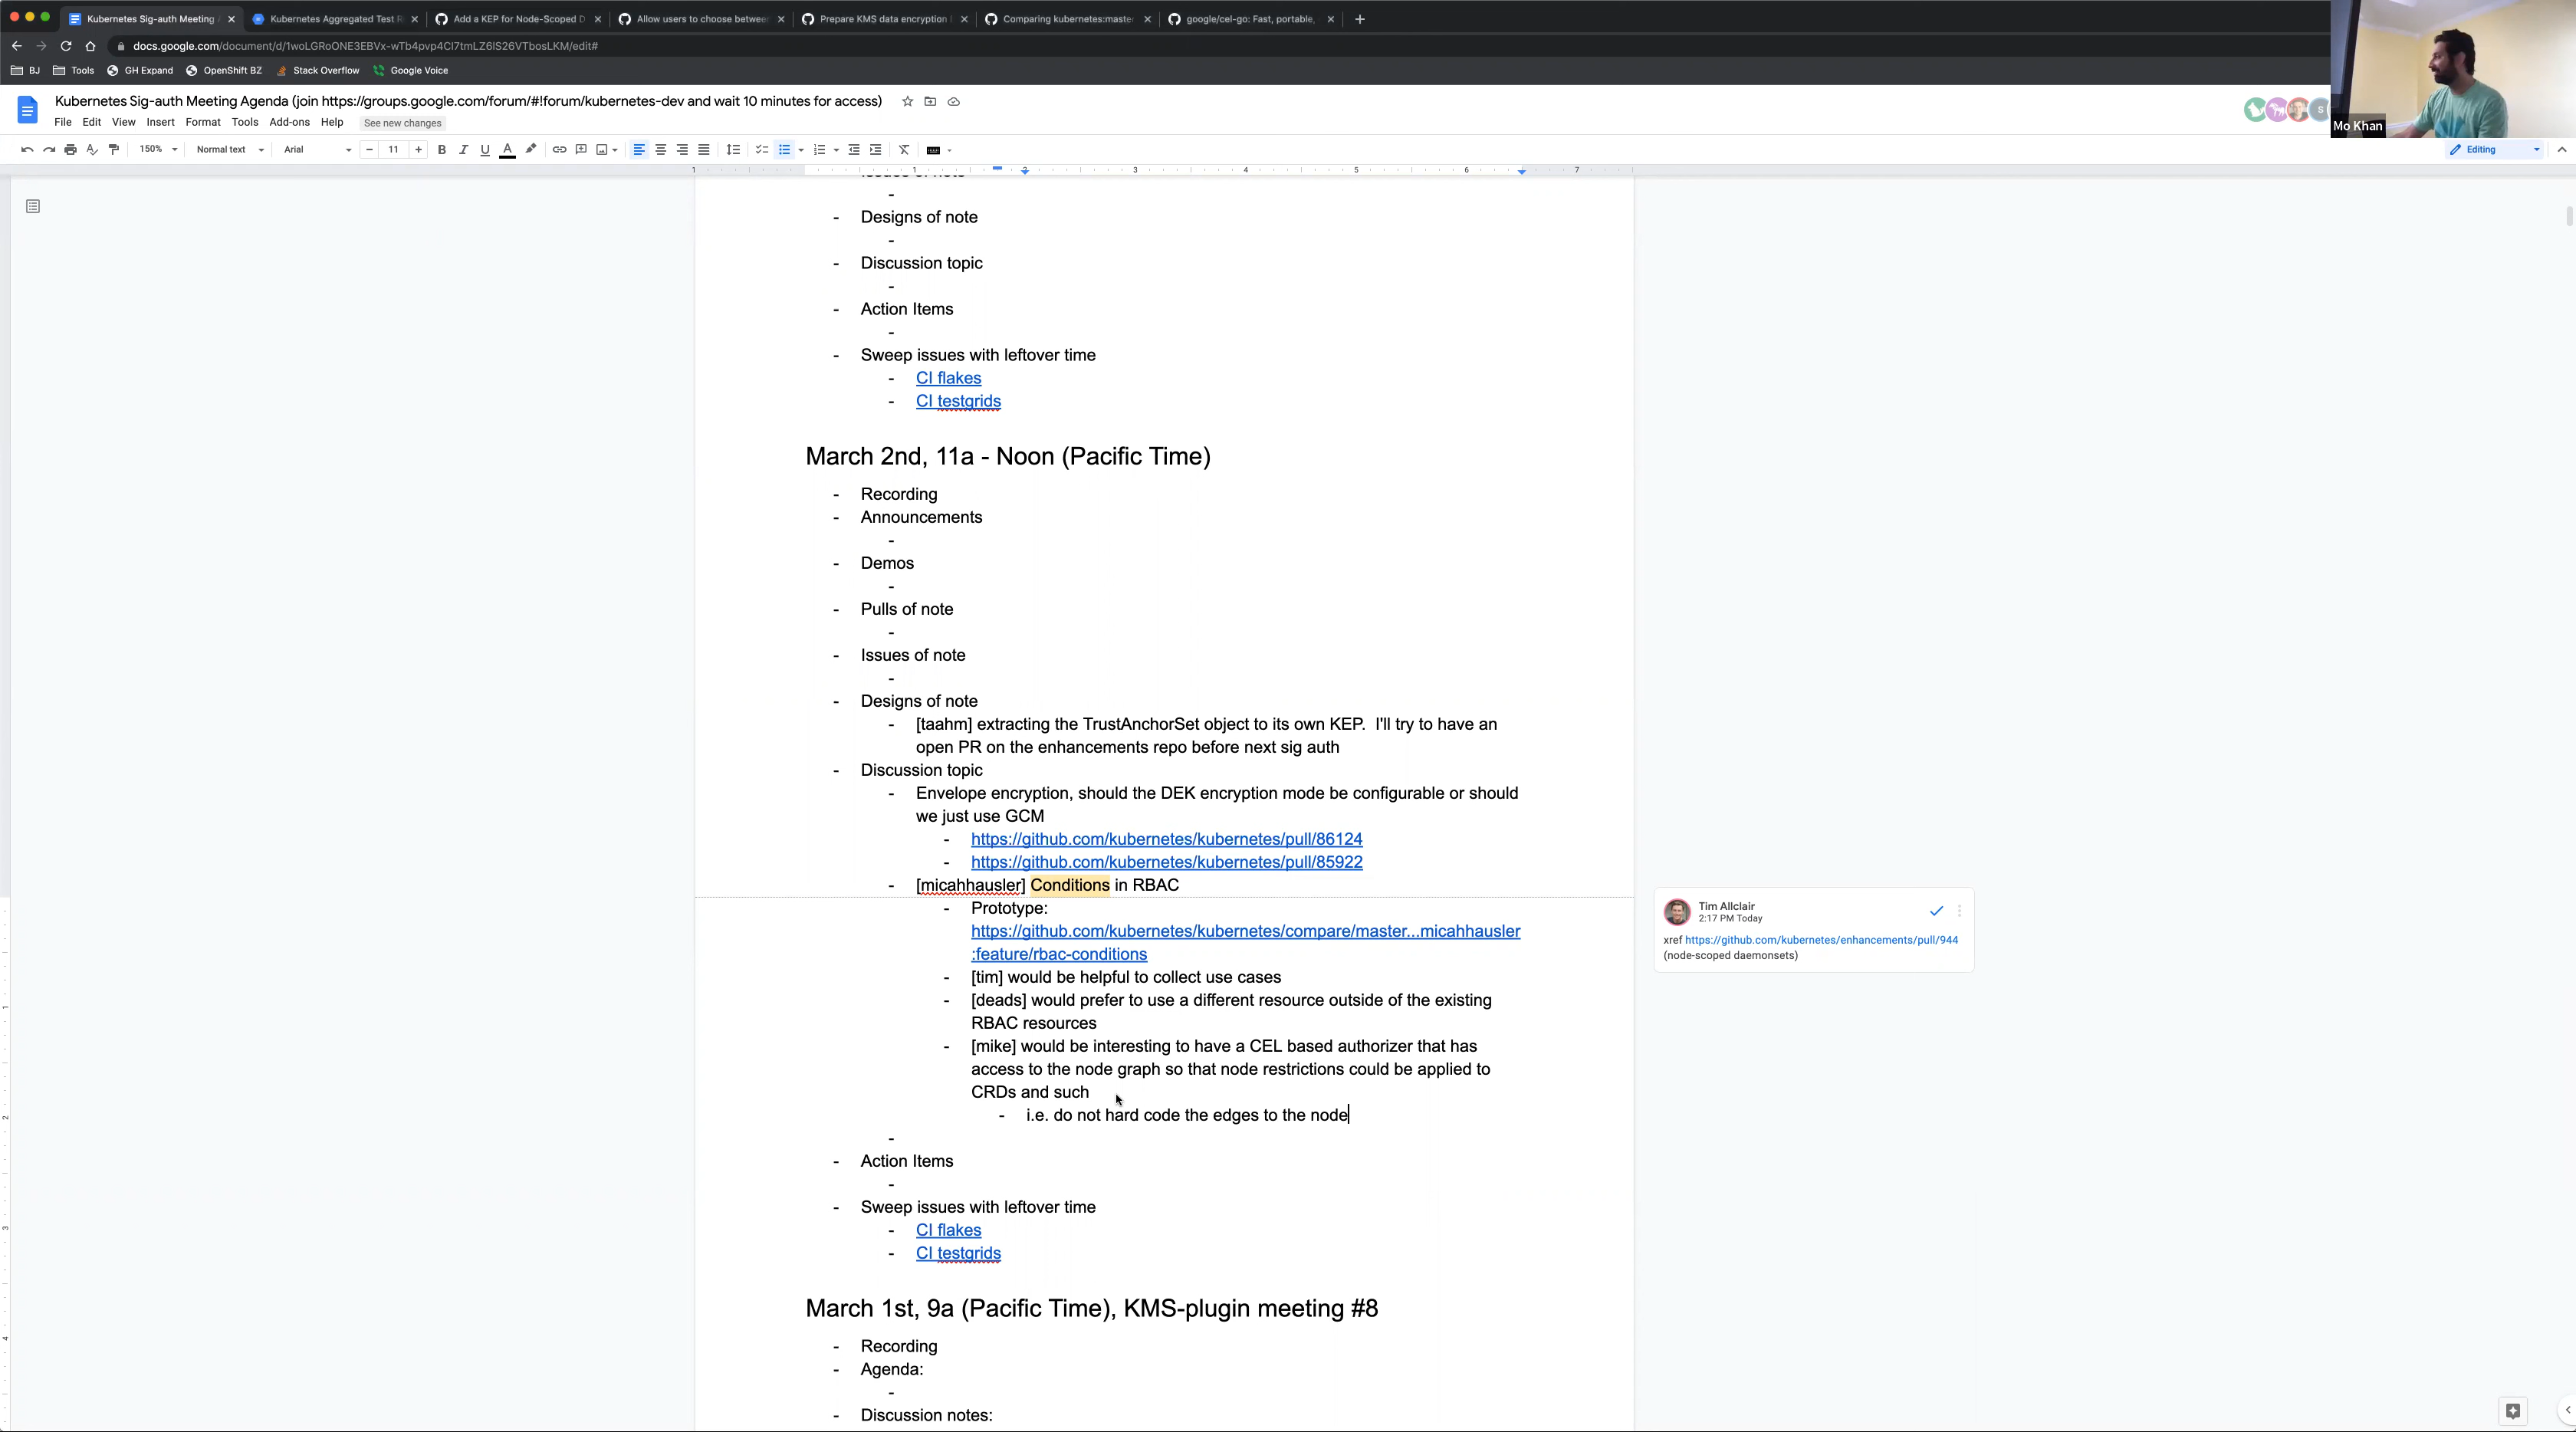 Kubernetes Sig-auth Meeting A
Kubernetes Aggregated Test R
Add a KEP for Node-Scoped D
Allow users to choose between
Prepare KMS data encryption
Comparing kubernetes:master
google/cel-go: Fast, portable,
docs.google.com/document/d/1woLGRoONE3EBVx-wTb4pvp4Cl7tmLZ6lS26VTbosLKM/edit#
BJ Tools GH Expand OpenShift BZ Stack Overflow Google Voice
Kubernetes Sig-auth Meeting Agenda (join https://groups.google.com/forum/#!forum/kubernetes-dev and wait 10 minutes for access)
File Edit View Insert Format Tools Add-ons Help See new changes
Mo Khan
150% Normal text Arial 11 Editing
1 1 2 3 4 5 6 7
Issues of note
-
- Designs of note
-
- Discussion topic
-
- Action Items
-
- Sweep issues with leftover time
- CI flakes
- CI testgrids
March 2nd, 11a - Noon (Pacific Time)
- Recording
- Announcements
-
- Demos
-
- Pulls of note
-
- Issues of note
-
- Designs of note
- [taahm] extracting the TrustAnchorSet object to its own KEP. I'll try to have an
open PR on the enhancements repo before next sig auth
- Discussion topic
- Envelope encryption, should the DEK encryption mode be configurable or should
we just use GCM
- https://github.com/kubernetes/kubernetes/pull/86124
- https://github.com/kubernetes/kubernetes/pull/85922
- [micahhausler] Conditions in RBAC
- Prototype:
https://github.com/kubernetes/kubernetes/compare/master...micahhausler
:feature/rbac-conditions
- [tim] would be helpful to collect use cases
- [deads] would prefer to use a different resource outside of the existing
RBAC resources
- [mike] would be interesting to have a CEL based authorizer that has
access to the node graph so that node restrictions could be applied to
CRDs and such
- i.e. do not hard code the edges to the node
-
- Action Items
-
- Sweep issues with leftover time
- CI flakes
- CI testgrids
March 1st, 9a (Pacific Time), KMS-plugin meeting #8
- Recording
- Agenda:
-
- Discussion notes:
Tim Allclair
2:17 PM Today
xref https://github.com/kubernetes/enhancements/pull/944
(node-scoped daemonsets)